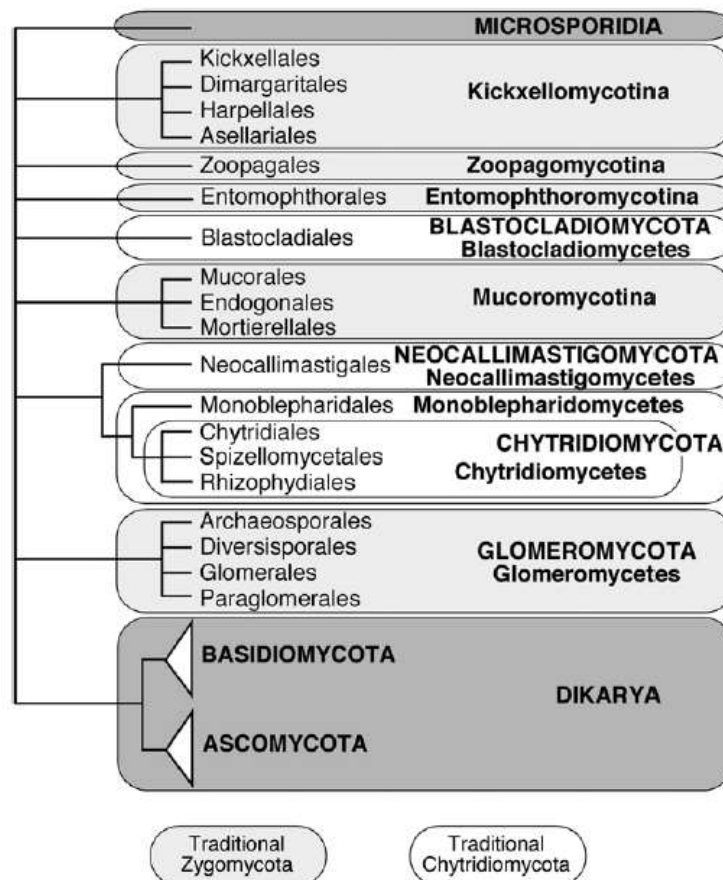 MICROSPORIDIA
Kickxellales
Dimargaritales
Harpellales
Asellariales
Kickxellomycotina
Zoopagales
Zoopagomycotina
Entomophthorales
Entomophthoromycotina
Blastocladiales
BLASTOCLADIOMYCOTA
Blastocladiomycetes
Mucorales
Endogonales
Mortierellales
Mucoromycotina
Neocallimastigales
NEOCALLIMASTIGOMYCOTA
Neocallimastigomycetes
Monoblepharidales
Monoblepharidomycetes
Chytridiales
Spizellomycetales
Rhizophydiales
CHYTRIDIOMYCOTA
Chytridiomycetes
Archaeosporales
Diversisporales
Glomerales
Paraglomerales
GLOMEROMYCOTA
Glomeromycetes
BASIDIOMYCOTA
ASCOMYCOTA
DIKARYA
Traditional
Zygomycota
Traditional
Chytridiomycota